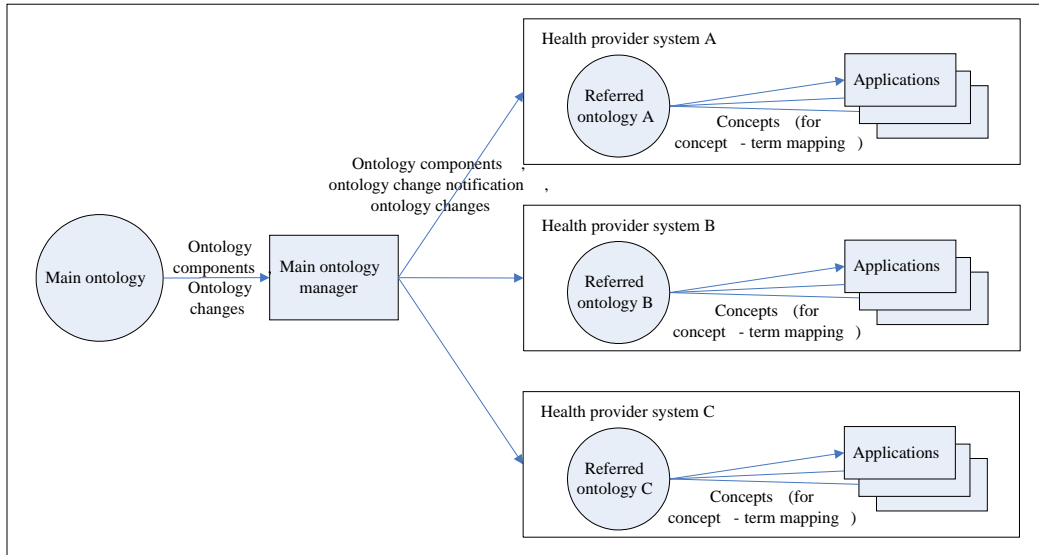 Health provider system A
Referred
ontology A
Applications
Concepts (for
concept - term mapping )
Ontology components ,
ontology change notification ,
ontology changes
Health provider system B
Referred
ontology B
Applications
Concepts (for
concept - term mapping )
Main ontology
Ontology
components ,
Ontology
changes
Main ontology
manager
Health provider system C
Referred
ontology C
Applications
Concepts (for
concept - term mapping )